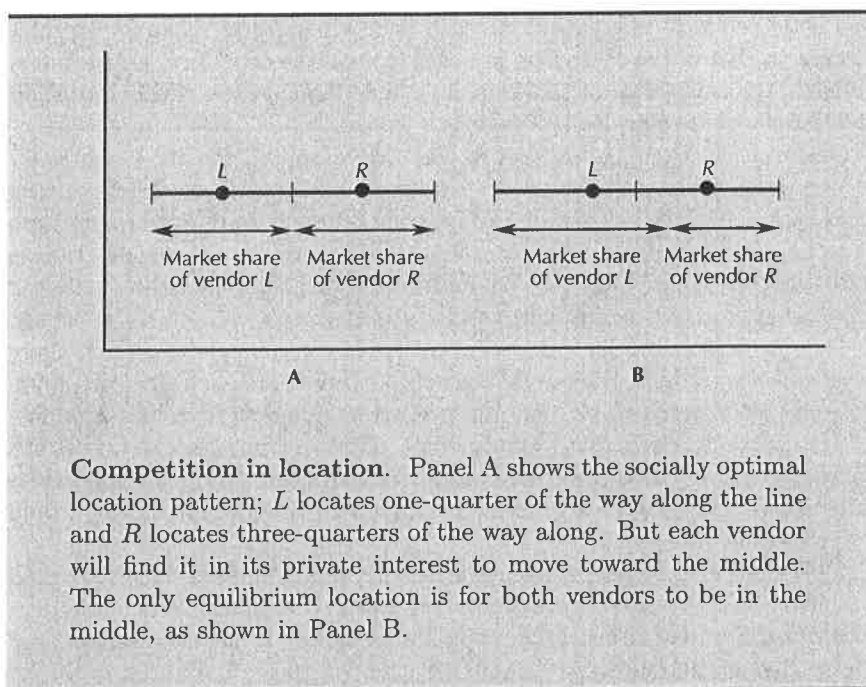 L
R
L
R
Market share
of vendor L
Market share
of vendor R
Market share
of vendor L
Market share
of vendor R
A
B
Competition in location. Panel A shows the socially optimal
location pattern; L locates one-quarter of the way along the line
and R locates three-quarters of the way along. But each vendor
will find it in its private interest to move toward the middle.
The only equilibrium location is for both vendors to be in the
middle, as shown in Panel B.